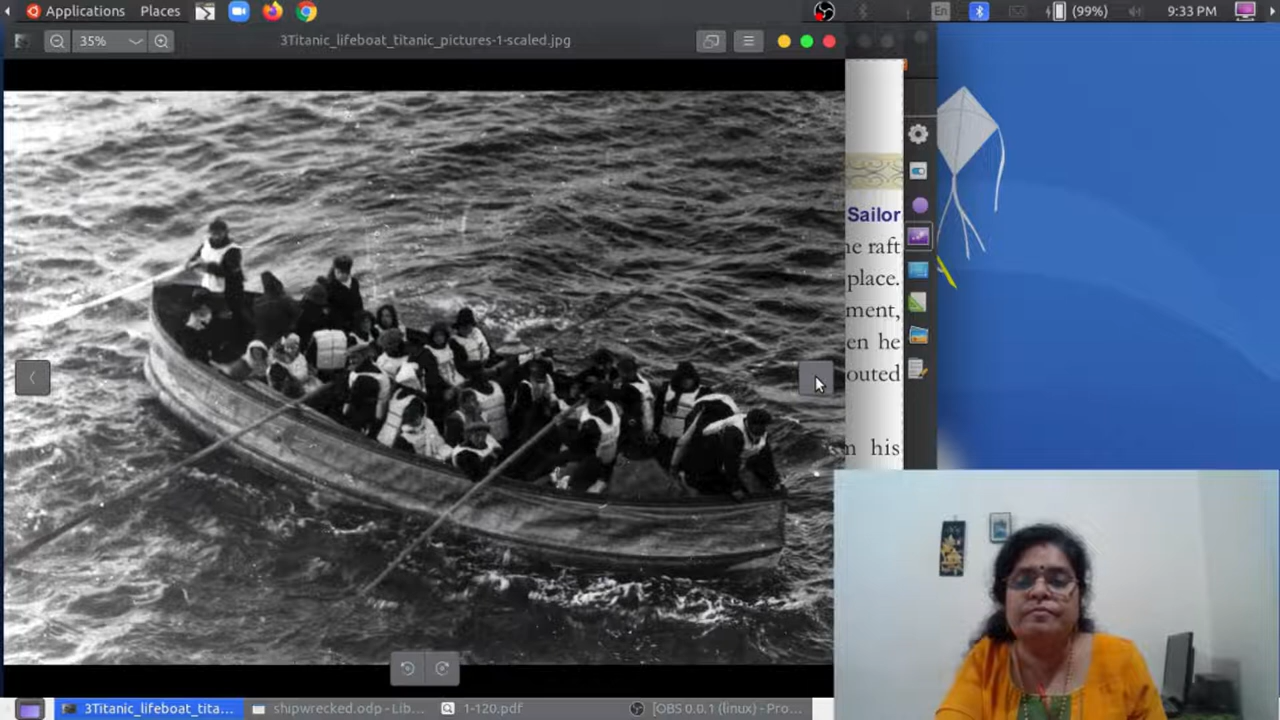 Applications Places En (99%) 9:33 PM
35% 3Titanic_lifeboat_titanic_pictures-1-scaled.jpg
Sailor
he raft
place.
ment,
en he
outed
his
3Titanic_lifeboat_tita... shipwrecked.odp - Lib... 1-120.pdf [OBS 0.0.1 (linux) - Pro...